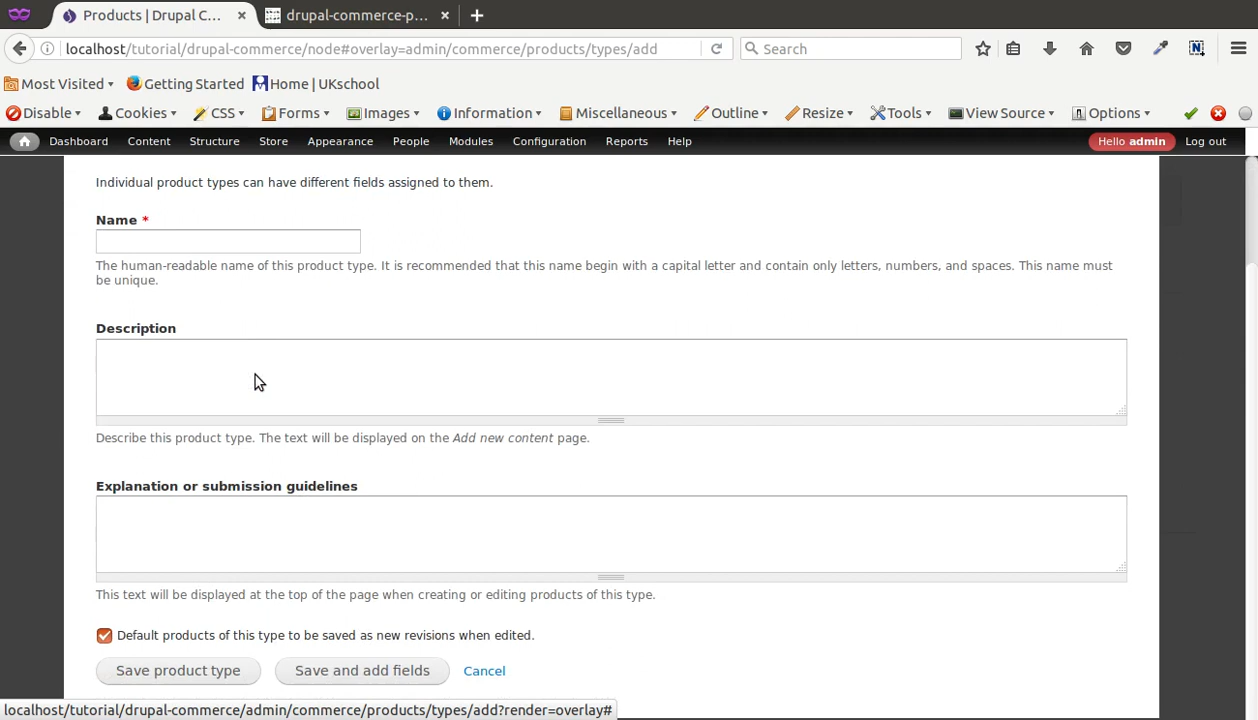 Products | Drupal C...
drupal-commerce-p...
localhost/tutorial/drupal-commerce/node#overlay=admin/commerce/products/types/add
Search
Most Visited
Getting Started
Home | UKschool
Disable
Cookies
CSS
Forms
Images
Information
Miscellaneous
Outline
Resize
Tools
View Source
Options
Dashboard
Content
Structure
Store
Appearance
People
Modules
Configuration
Reports
Help
Hello admin
Log out
Individual product types can have different fields assigned to them.
Name *
The human-readable name of this product type. It is recommended that this name begin with a capital letter and contain only letters, numbers, and spaces. This name must
be unique.
Description
Describe this product type. The text will be displayed on the Add new content page.
Explanation or submission guidelines
This text will be displayed at the top of the page when creating or editing products of this type.
Default products of this type to be saved as new revisions when edited.
Save product type
Save and add fields
Cancel
localhost/tutorial/drupal-commerce/admin/commerce/products/types/add?render=overlay#